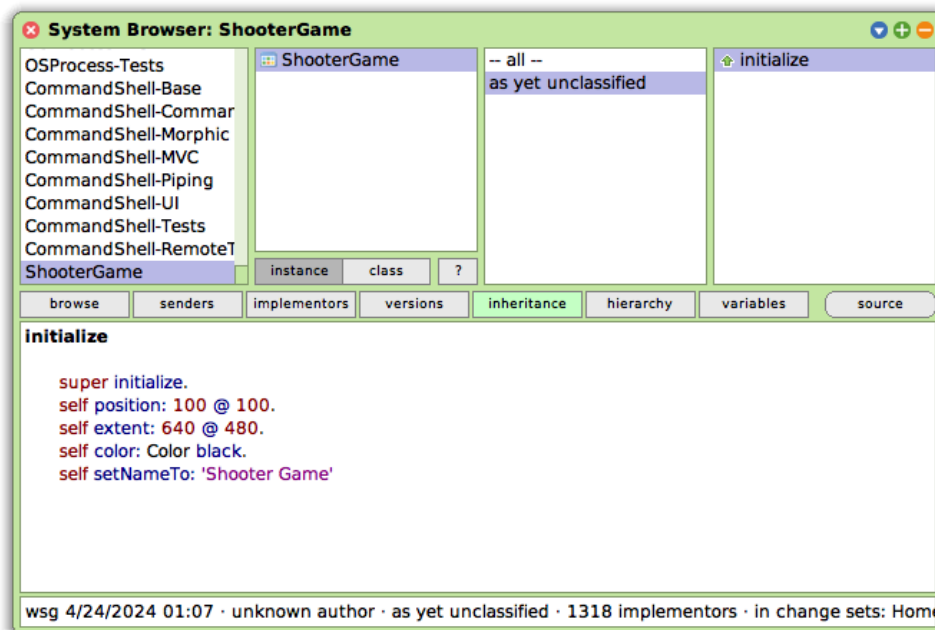 System Browser: ShooterGame
OSProcess-Tests
CommandShell-Base
CommandShell-Commar
CommandShell-Morphic
CommandShell-MVC
CommandShell-Piping
CommandShell-UI
CommandShell-Tests
CommandShell-RemoteT
ShooterGame
ShooterGame
instance class ?
-- all --
as yet unclassified
initialize
browse senders implementors versions inheritance hierarchy variables source
initialize
super initialize.
self position: 100 @ 100.
self extent: 640 @ 480.
self color: Color black.
self setNameTo: 'Shooter Game'
wsg 4/24/2024 01:07 · unknown author · as yet unclassified · 1318 implementors · in change sets: Home